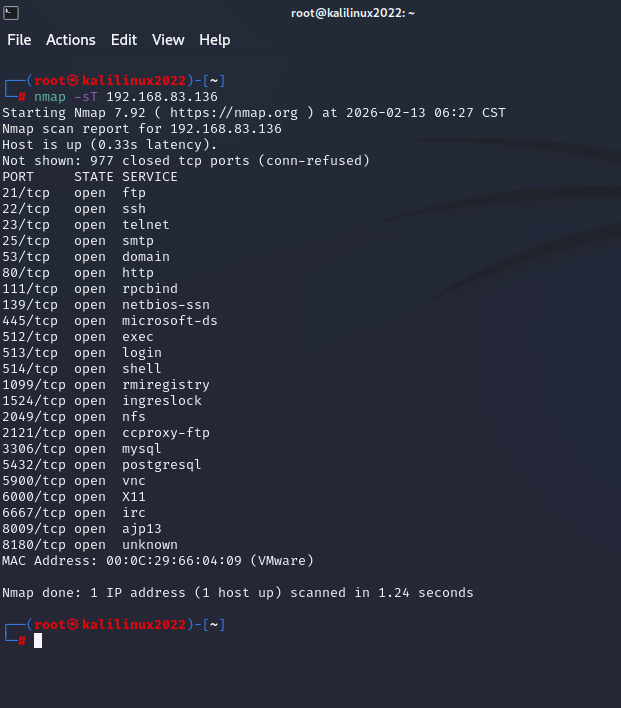 root@kalilinux2022: ~
File Actions Edit View Help
┌──(root㉿kalilinux2022)-[~]
└─# nmap -sT 192.168.83.136
Starting Nmap 7.92 ( https://nmap.org ) at 2026-02-13 06:27 CST
Nmap scan report for 192.168.83.136
Host is up (0.33s latency).
Not shown: 977 closed tcp ports (conn-refused)
PORT     STATE SERVICE
21/tcp   open  ftp
22/tcp   open  ssh
23/tcp   open  telnet
25/tcp   open  smtp
53/tcp   open  domain
80/tcp   open  http
111/tcp  open  rpcbind
139/tcp  open  netbios-ssn
445/tcp  open  microsoft-ds
512/tcp  open  exec
513/tcp  open  login
514/tcp  open  shell
1099/tcp open  rmiregistry
1524/tcp open  ingreslock
2049/tcp open  nfs
2121/tcp open  ccproxy-ftp
3306/tcp open  mysql
5432/tcp open  postgresql
5900/tcp open  vnc
6000/tcp open  X11
6667/tcp open  irc
8009/tcp open  ajp13
8180/tcp open  unknown
MAC Address: 00:0C:29:66:04:09 (VMware)
Nmap done: 1 IP address (1 host up) scanned in 1.24 seconds
┌──(root㉿kalilinux2022)-[~]
└─#